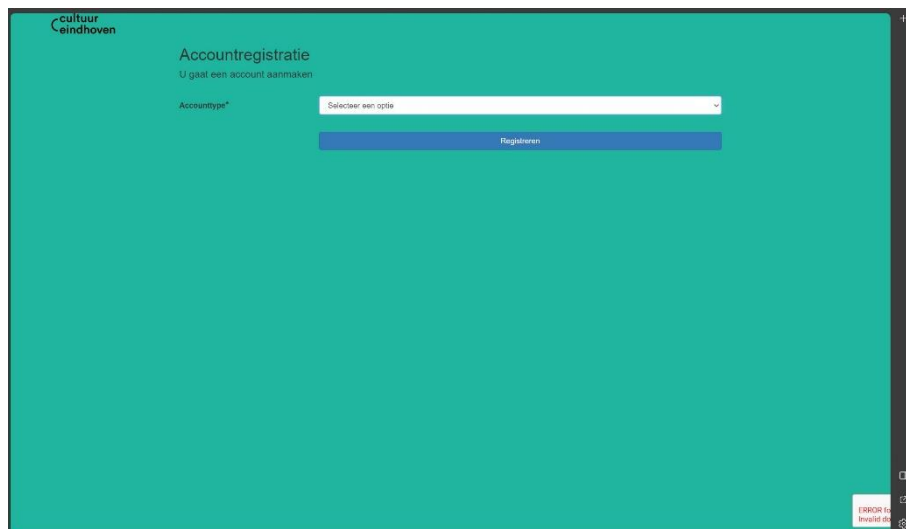 cultuur
eindhoven
Accountregistratie
U gaat een account aanmaken
Accounttype*
Selecteer een optie
Registreren
ERROR fo
Invalid do